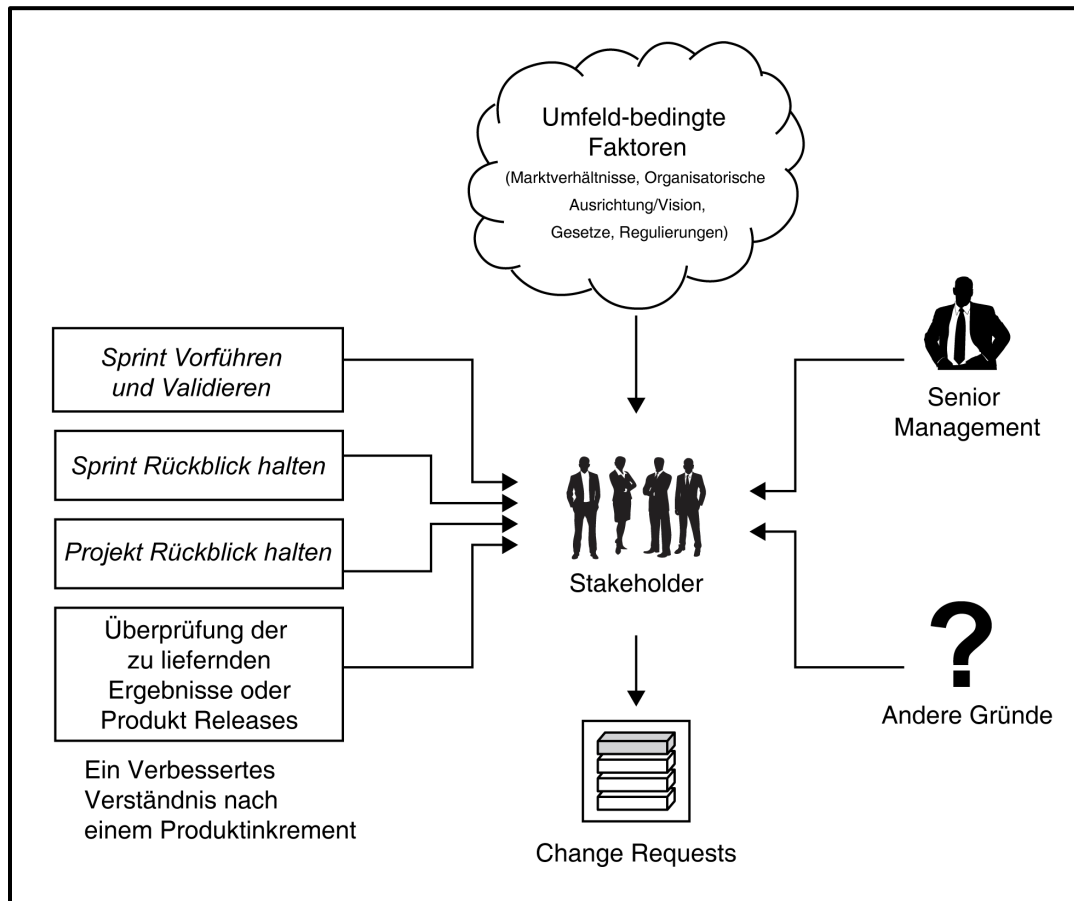 Umfeld-bedingte
Faktoren
(Marktverhältnisse, Organisatorische
Ausrichtung/Vision,
Gesetze, Regulierungen)
Sprint Vorführen
und Validieren
Sprint Rückblick halten
Projekt Rückblick halten
Überprüfung der
zu liefernden
Ergebnisse oder
Produkt Releases
Ein Verbessertes
Verständnis nach
einem Produktinkrement
Stakeholder
Change Requests
Senior
Management
?
Andere Gründe